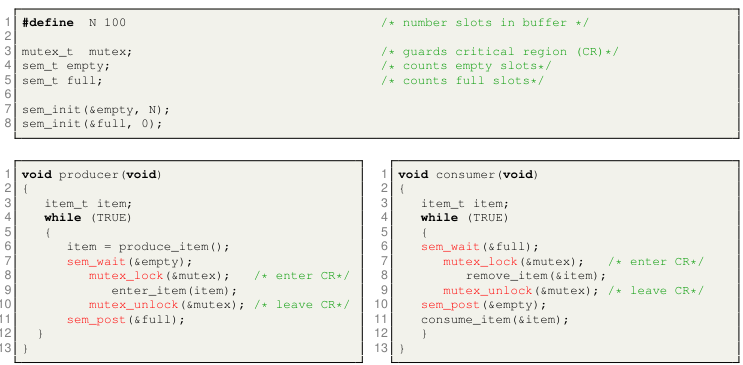 1 #define  N 100                                    /* number slots in buffer */
2
3 mutex_t  mutex;                                   /* guards critical region (CR)*/
4 sem_t empty;                                      /* counts empty slots*/
5 sem_t full;                                       /* counts full slots*/
6
7 sem_init(&empty, N);
8 sem_init(&full, 0);
1 void producer(void)
2 {
3    item_t item;
4    while (TRUE)
5    {
6       item = produce_item();
7       sem_wait(&empty);
8          mutex_lock(&mutex);   /* enter CR*/
9             enter_item(item);
10         mutex_unlock(&mutex); /* leave CR*/
11      sem_post(&full);
12  }
13 }
1 void consumer(void)
2 {
3    item_t item;
4    while (TRUE)
5    {
6    sem_wait(&full);
7       mutex_lock(&mutex);   /* enter CR*/
8          remove_item(&item);
9       mutex_unlock(&mutex); /* leave CR*/
10   sem_post(&empty);
11   consume_item(&item);
12   }
13 }